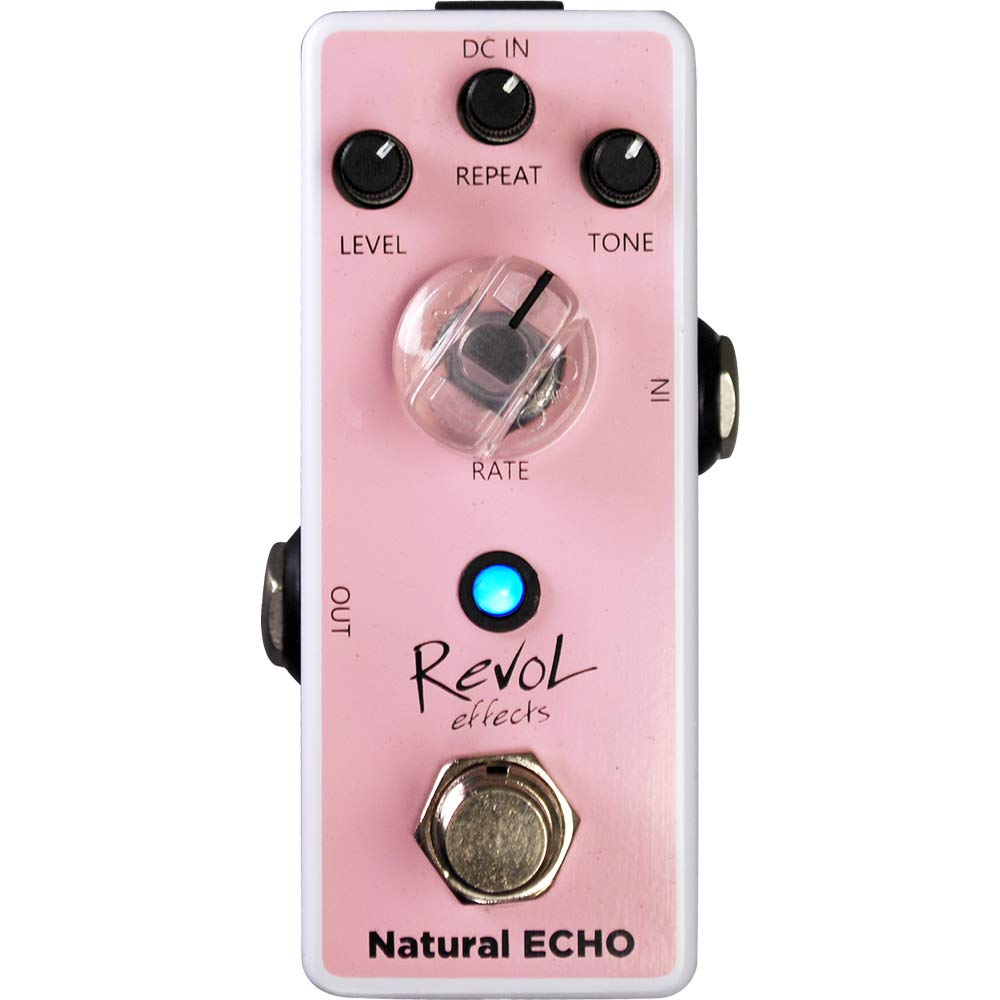 DC IN
REPEAT
LEVEL
TONE
IN
RATE
OUT
Revol
effects
Natural ECHO